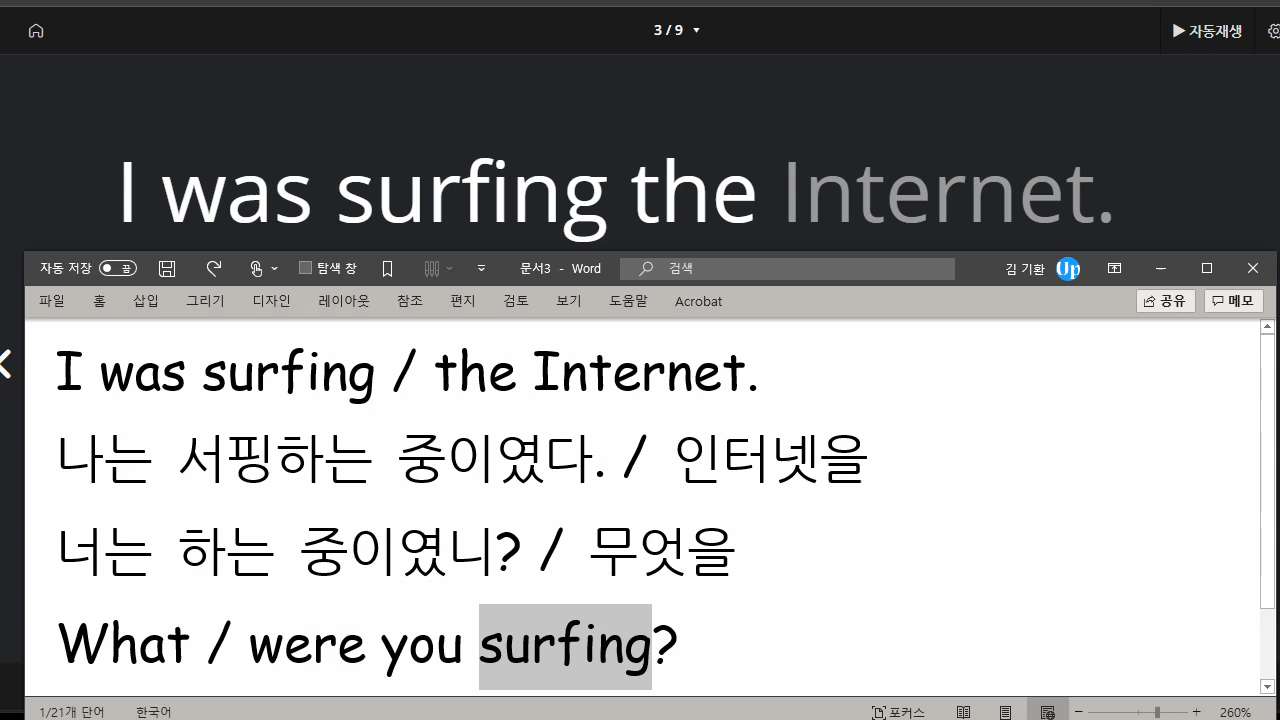 3 / 9
자동재생
I was surfing the Internet.
자동 저장
끔
탐색 창
문서3 - Word
검색
김 기환
Up
파일 홈 삽입 그리기 디자인 레이아웃 참조 편지 검토 보기 도움말 Acrobat
공유
메모
I was surfing / the Internet.
나는 서핑하는 중이였다. / 인터넷을
너는 하는 중이였니? / 무엇을
What / were you surfing?
1/21개 단어
한국어
포커스
260%